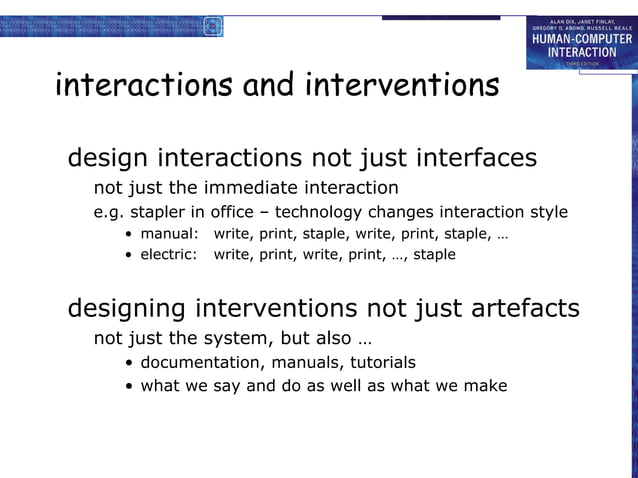 ALAN DIX, JANET FINLAY,
GREGORY D. ABOWD, RUSSELL BEALE
HUMAN-COMPUTER
INTERACTION
THIRD EDITION
interactions and interventions
design interactions not just interfaces
not just the immediate interaction
e.g. stapler in office – technology changes interaction style
• manual: write, print, staple, write, print, staple, …
• electric: write, print, write, print, …, staple
designing interventions not just artefacts
not just the system, but also …
• documentation, manuals, tutorials
• what we say and do as well as what we make